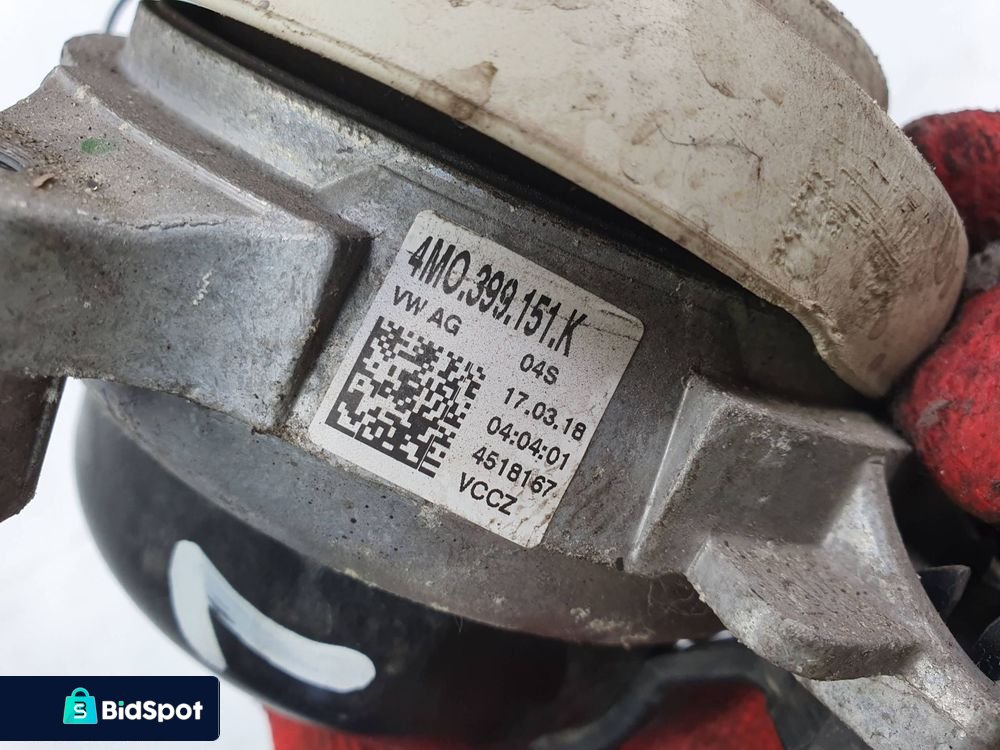 4M0.399.151.K
VW AG
04S
17.03.18
04:04:01
4518167
VCCZ
BidSpot